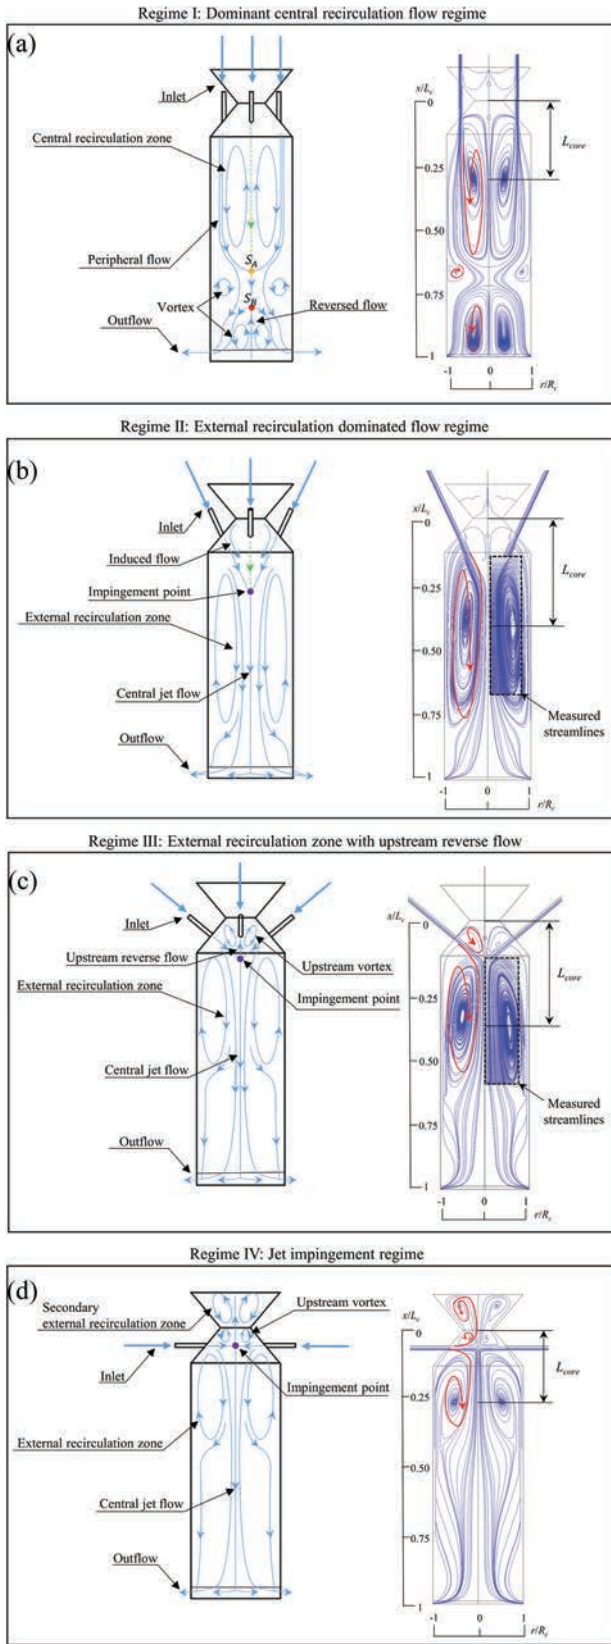 Regime I: Dominant central recirculation flow regime
(a)
Inlet
Central recirculation zone
Peripheral flow
S_A
S_B
Vortex
Reversed flow
Outflow
x/L_c
0
0.25
0.50
0.75
1
L_core
-1 0 1
r/R_c
Regime II: External recirculation dominated flow regime
(b)
Inlet
Induced flow
Impingement point
External recirculation zone
Central jet flow
Outflow
x/L_c
0
0.25
0.50
0.75
1
L_core
Measured
streamlines
-1 0 1
r/R_c
Regime III: External recirculation zone with upstream reverse flow
(c)
Inlet
Upstream reverse flow
Upstream vortex
External recirculation zone
Impingement point
Central jet flow
Outflow
x/L_c
0
0.25
0.50
0.75
1
L_core
Measured
streamlines
-1 0 1
r/R_c
Regime IV: Jet impingement regime
(d)
Secondary
external recirculation zone
Upstream vortex
Inlet
Impingement point
External recirculation zone
Central jet flow
Outflow
x/L_c
0
0.25
0.50
0.75
1
L_core
-1 0 1
r/R_c